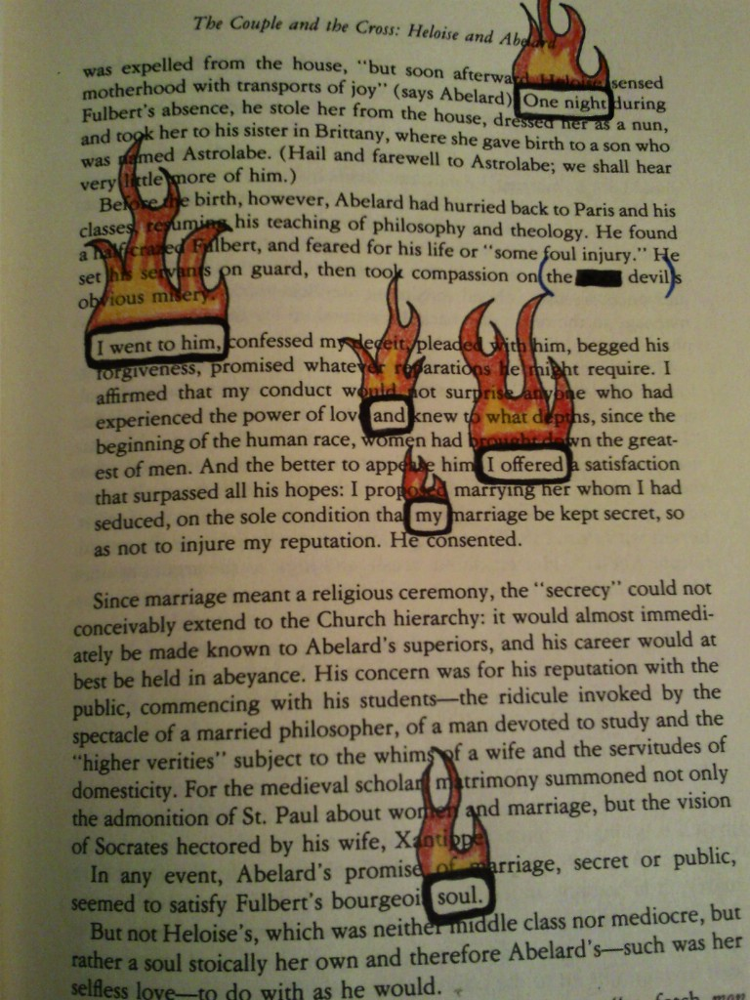 The Couple and the Cross: Heloise and Abelard
was expelled from the house, "but soon afterward Heloise sensed
motherhood with transports of joy" (says Abelard) One night during
Fulbert's absence, he stole her from the house, dressed her as a nun,
and took her to his sister in Brittany, where she gave birth to a son who
was named Astrolabe. (Hail and farewell to Astrolabe; we shall hear
very little more of him.)
Before the birth, however, Abelard had hurried back to Paris and his
classes, resuming his teaching of philosophy and theology. He found
a half-crazed Fulbert, and feared for his life or "some foul injury." He
set his servants on guard, then took compassion on (the devil)s
obvious misery.
I went to him, confessed my deceit, pleaded with him, begged his
forgiveness, promised whatever reparations he might require. I
affirmed that my conduct would not surprise anyone who had
experienced the power of love and knew to what depths, since the
beginning of the human race, women had brought down the great-
est of men. And the better to appease him I offered a satisfaction
that surpassed all his hopes: I proposed marrying her whom I had
seduced, on the sole condition that my marriage be kept secret, so
as not to injure my reputation. He consented.
Since marriage meant a religious ceremony, the "secrecy" could not
conceivably extend to the Church hierarchy: it would almost immedi-
ately be made known to Abelard's superiors, and his career would at
best be held in abeyance. His concern was for his reputation with the
public, commencing with his students—the ridicule invoked by the
spectacle of a married philosopher, of a man devoted to study and the
"higher verities" subject to the whims of a wife and the servitudes of
domesticity. For the medieval scholar matrimony summoned not only
the admonition of St. Paul about women and marriage, but the vision
of Socrates hectored by his wife, Xantippe
In any event, Abelard's promise of marriage, secret or public,
seemed to satisfy Fulbert's bourgeois soul.
But not Heloise's, which was neither middle class nor mediocre, but
rather a soul stoically her own and therefore Abelard's—such was her
selfless love—to do with as he would.